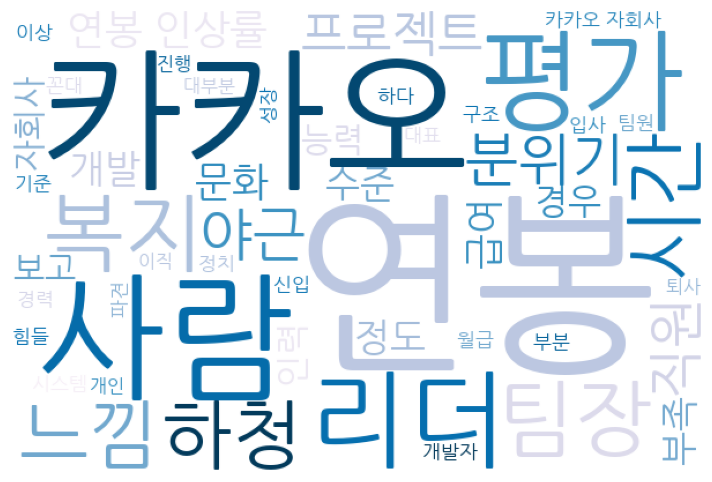 이상
연봉 인상률
프로젝트
카카오 자회사
진행
꼰대
대부분
카카오
하다
평가
자회사
성장
구조
입사
팀원
개발
능력
대표
기준
문화
수준
분위기
경우
시간
복지
야근
연봉
급여
보고
이직
정치
경력
파견
신입
퇴사
사람
힘들
인력
정도
월급
부분
직원
시스템
개인
느낌
하청
리더
팀장
부족
개발자